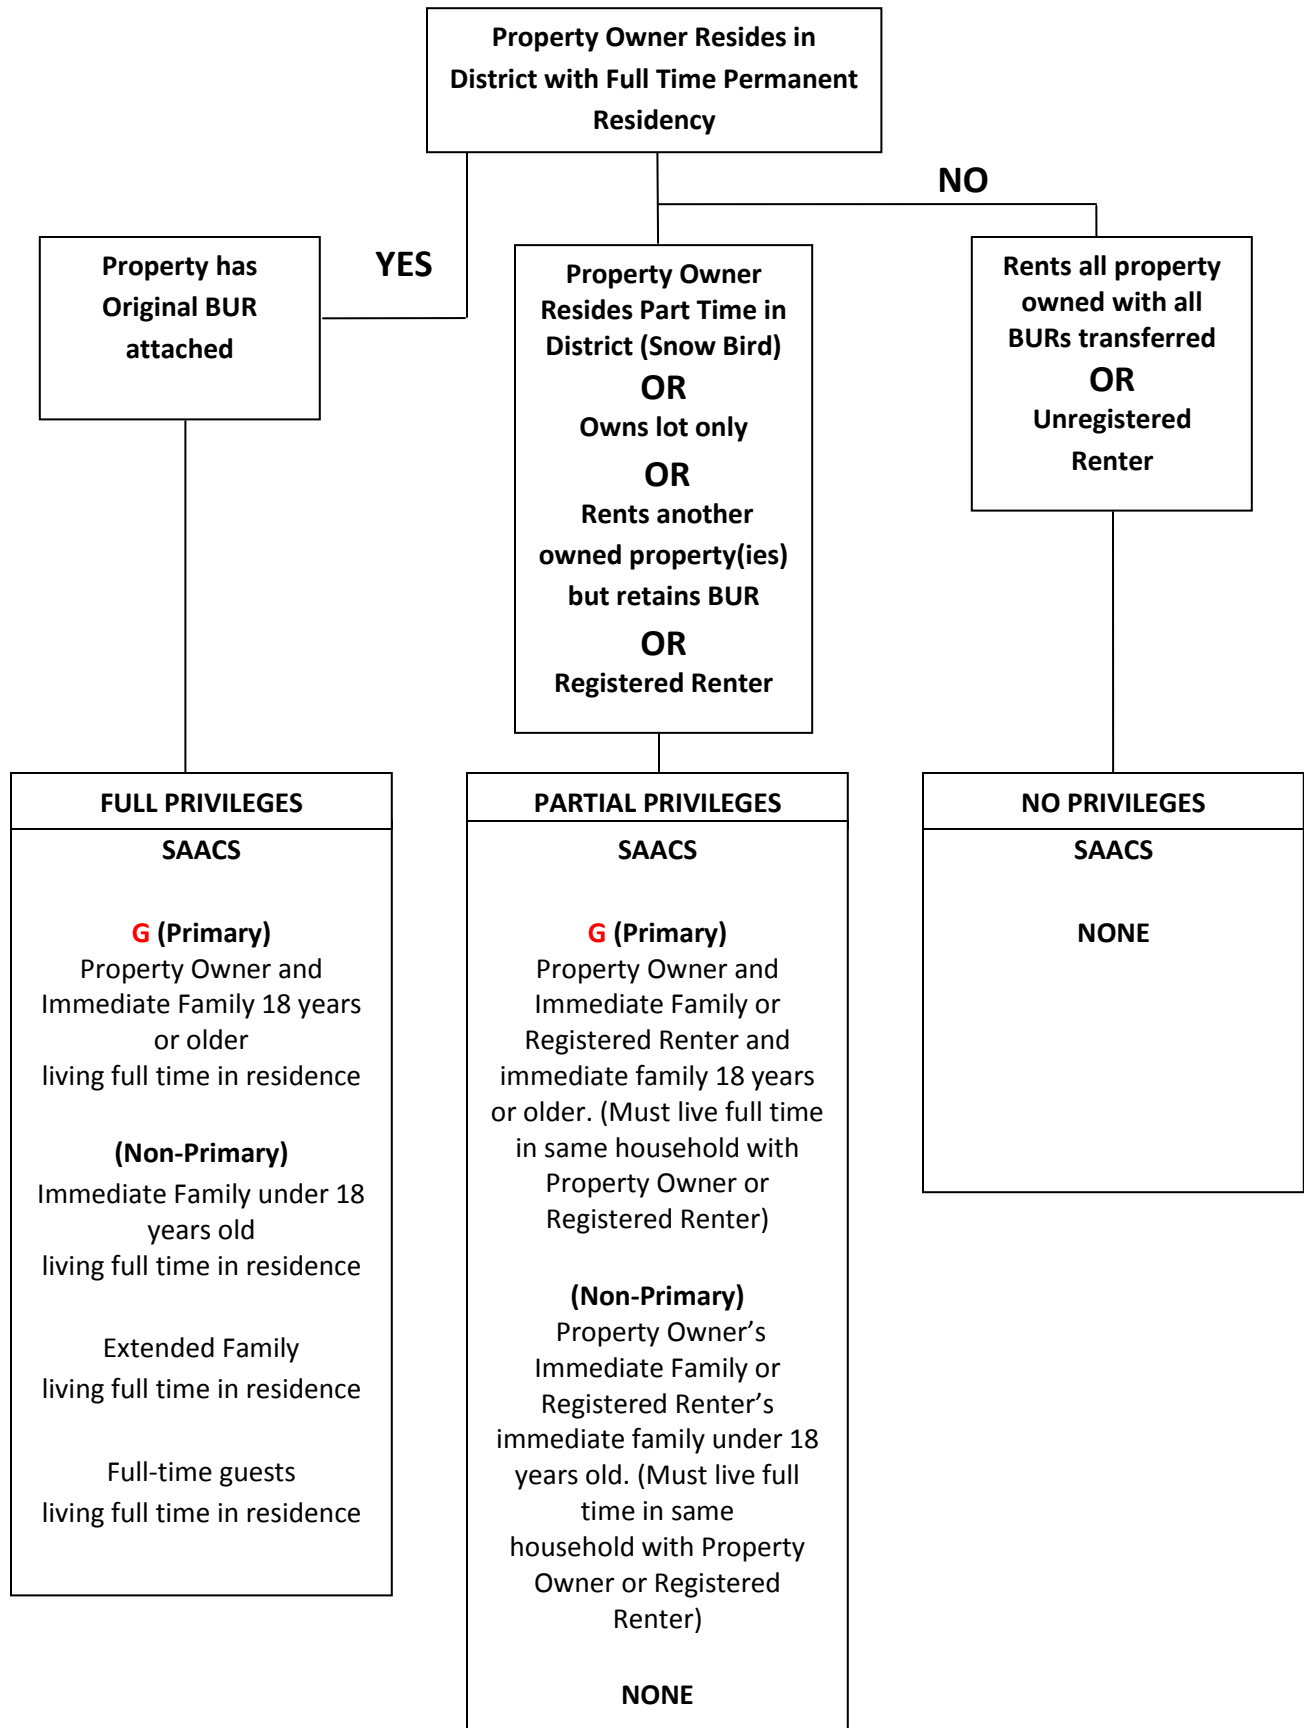 Property Owner Resides in
District with Full Time Permanent
Residency
NO
YES
Property has
Original BUR
attached
Property Owner
Resides Part Time in
District (Snow Bird)
OR
Owns lot only
OR
Rents another
owned property(ies)
but retains BUR
OR
Registered Renter
Rents all property
owned with all
BURs transferred
OR
Unregistered
Renter
FULL PRIVILEGES
SAACS
G (Primary)
Property Owner and
Immediate Family 18 years
or older
living full time in residence
(Non-Primary)
Immediate Family under 18
years old
living full time in residence
Extended Family
living full time in residence
Full-time guests
living full time in residence
PARTIAL PRIVILEGES
SAACS
G (Primary)
Property Owner and
Immediate Family or
Registered Renter and
immediate family 18 years
or older. (Must live full time
in same household with
Property Owner or
Registered Renter)
(Non-Primary)
Property Owner’s
Immediate Family or
Registered Renter’s
immediate family under 18
years old. (Must live full
time in same
household with Property
Owner or Registered
Renter)
NONE
NO PRIVILEGES
SAACS
NONE